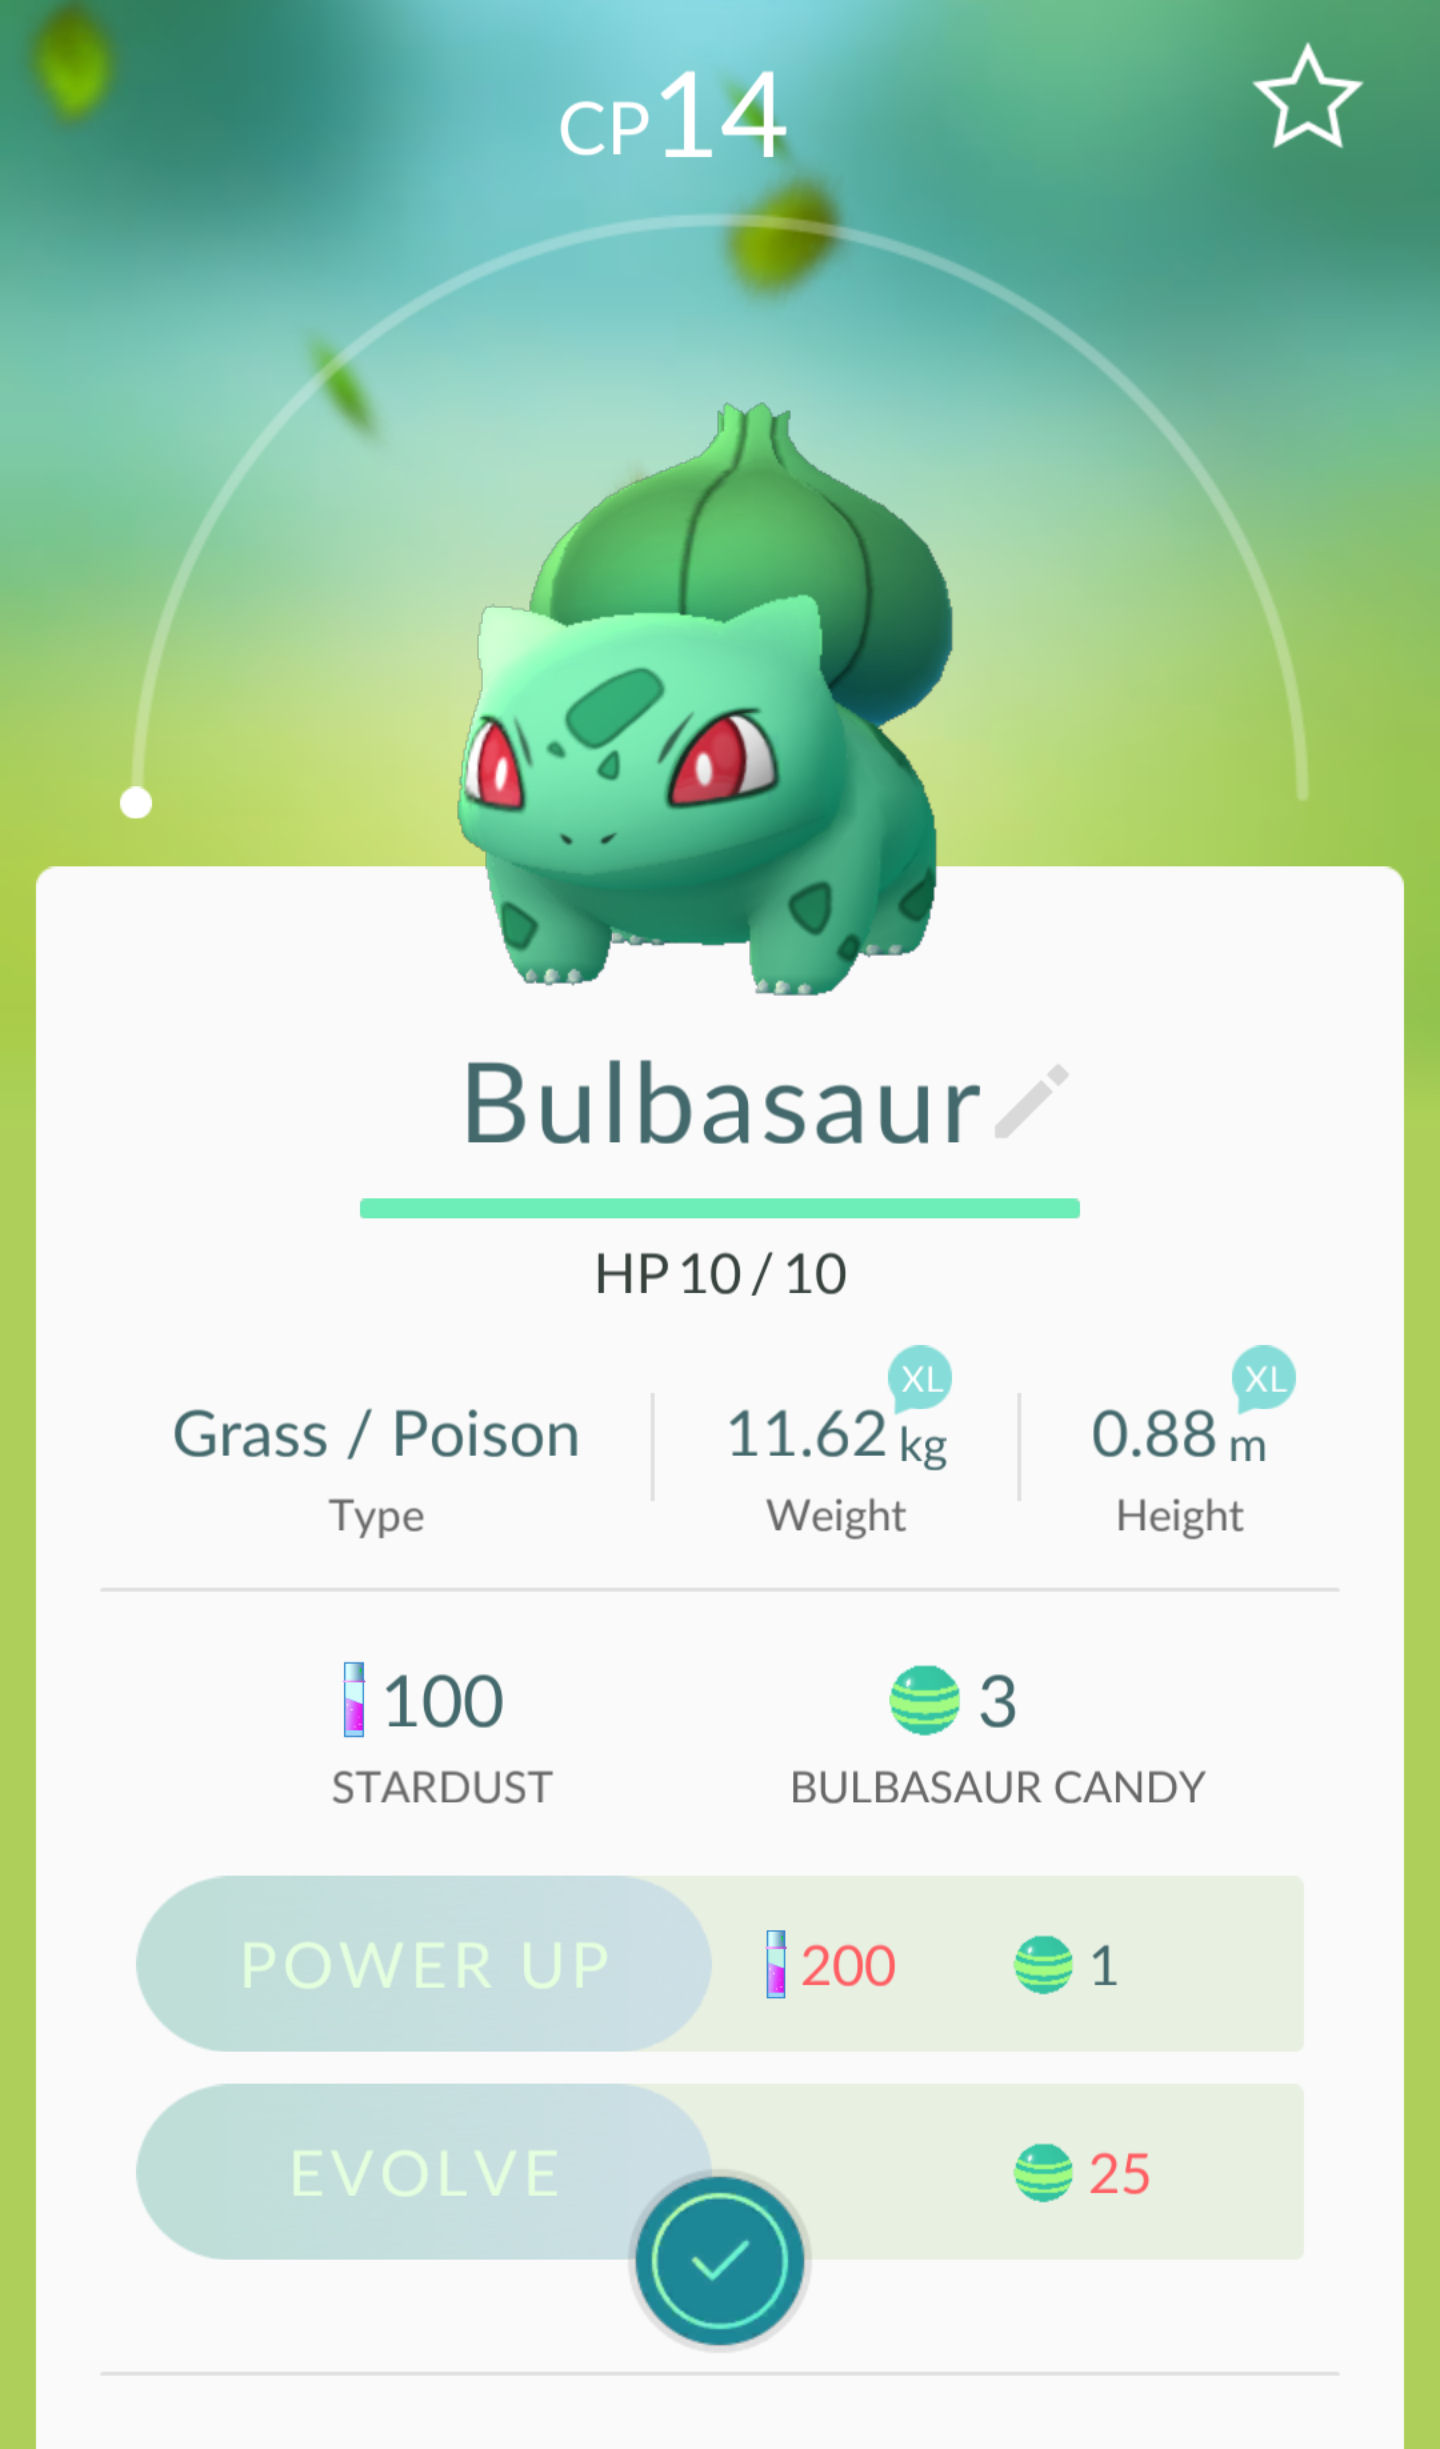 CP14
Bulbasaur
HP 10 / 10
XL XL
Grass / Poison 11.62 kg 0.88 m
Type Weight Height
100 3
STARDUST BULBASAUR CANDY
POWER UP 200 1
EVOLVE 25